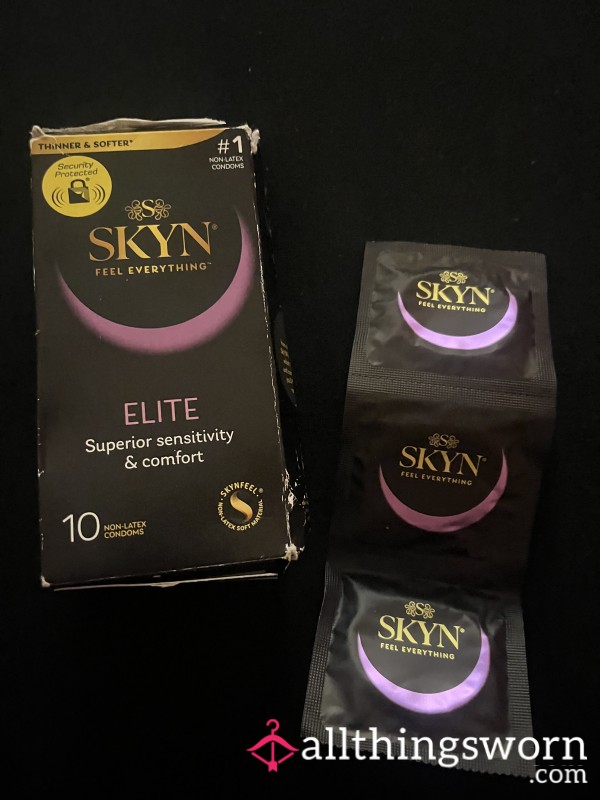 THINNER & SOFTER*
Security
Protected
#1
NON-LATEX
CONDOMS
S
SKYN®
FEEL EVERYTHING™
ELITE
Superior sensitivity
& comfort
SKYNFEEL®
NON-LATEX SOFT MATERIAL
10 NON-LATEX
CONDOMS
S
SKYN®
FEEL EVERYTHING
S
SKYN®
FEEL EVERYTHING
S
SKYN®
FEEL EVERYTHING
allthingsworn
.com